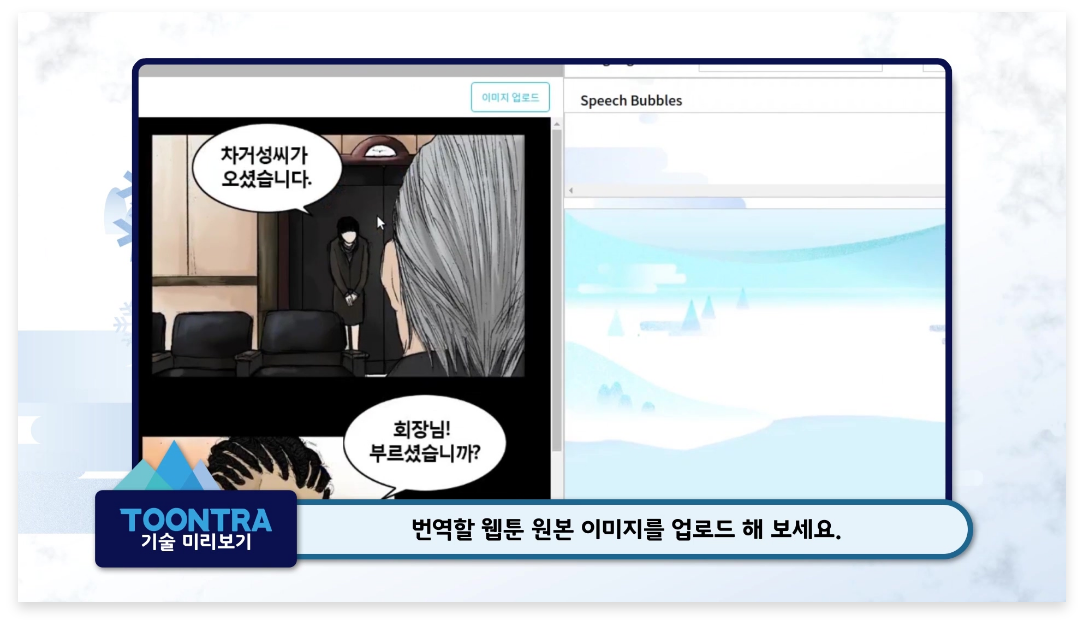 이미지 업로드
Speech Bubbles
차거성씨가
오셨습니다.
회장님!
부르셨습니까?
TOONTRA
기술 미리보기
번역할 웹툰 원본 이미지를 업로드 해 보세요.